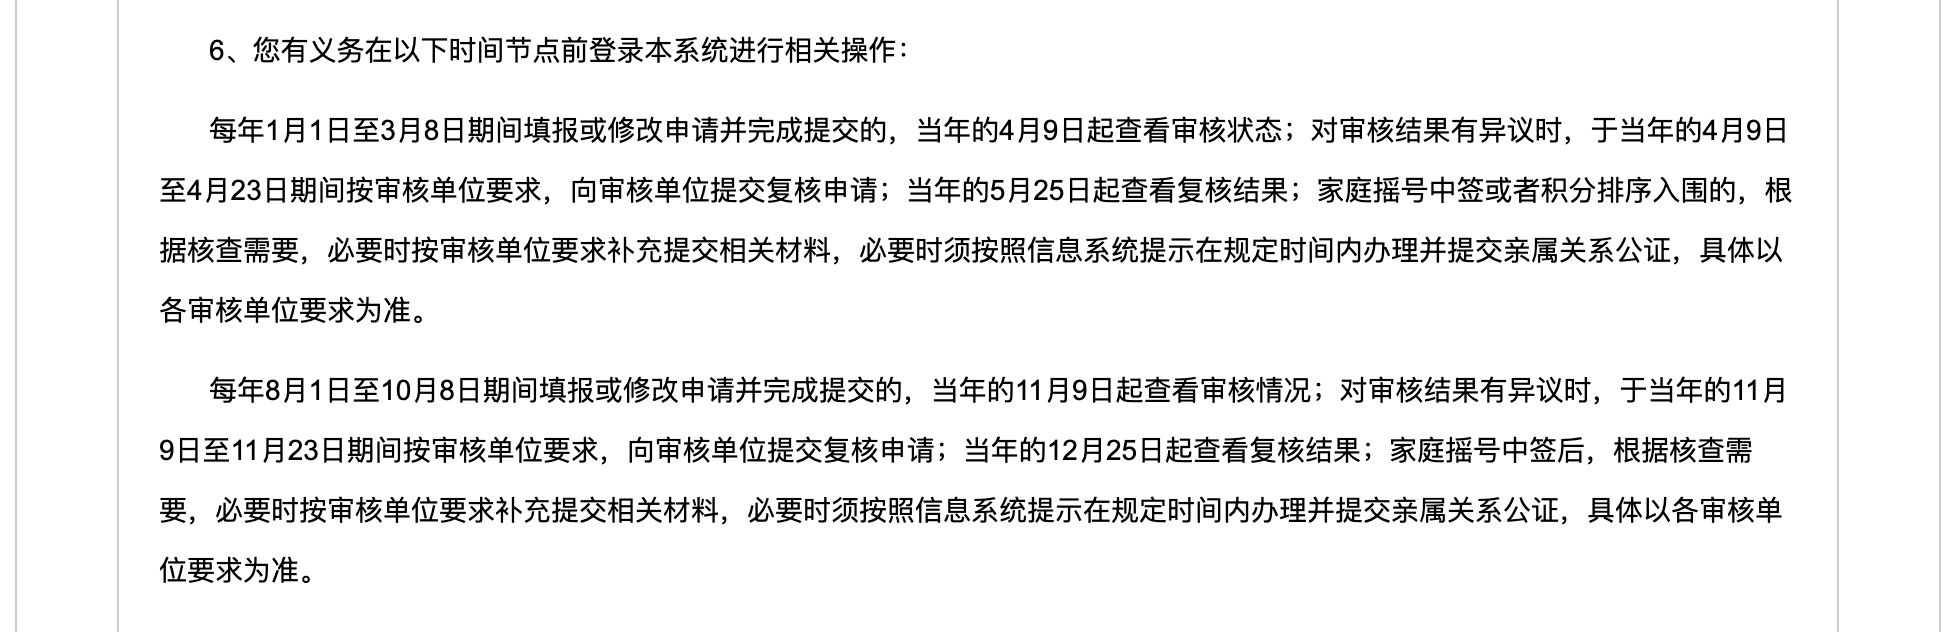 6、您有义务在以下时间节点前登录本系统进行相关操作：
每年1月1日至3月8日期间填报或修改申请并完成提交的，当年的4月9日起查看审核状态；对审核结果有异议时，于当年的4月9日
至4月23日期间按审核单位要求，向审核单位提交复核申请；当年的5月25日起查看复核结果；家庭摇号中签或者积分排序入围的，根
据核查需要，必要时按审核单位要求补充提交相关材料，必要时须按照信息系统提示在规定时间内办理并提交亲属关系公证，具体以
各审核单位要求为准。
每年8月1日至10月8日期间填报或修改申请并完成提交的，当年的11月9日起查看审核情况；对审核结果有异议时，于当年的11月
9日至11月23日期间按审核单位要求，向审核单位提交复核申请；当年的12月25日起查看复核结果；家庭摇号中签后，根据核查需
要，必要时按审核单位要求补充提交相关材料，必要时须按照信息系统提示在规定时间内办理并提交亲属关系公证，具体以各审核单
位要求为准。